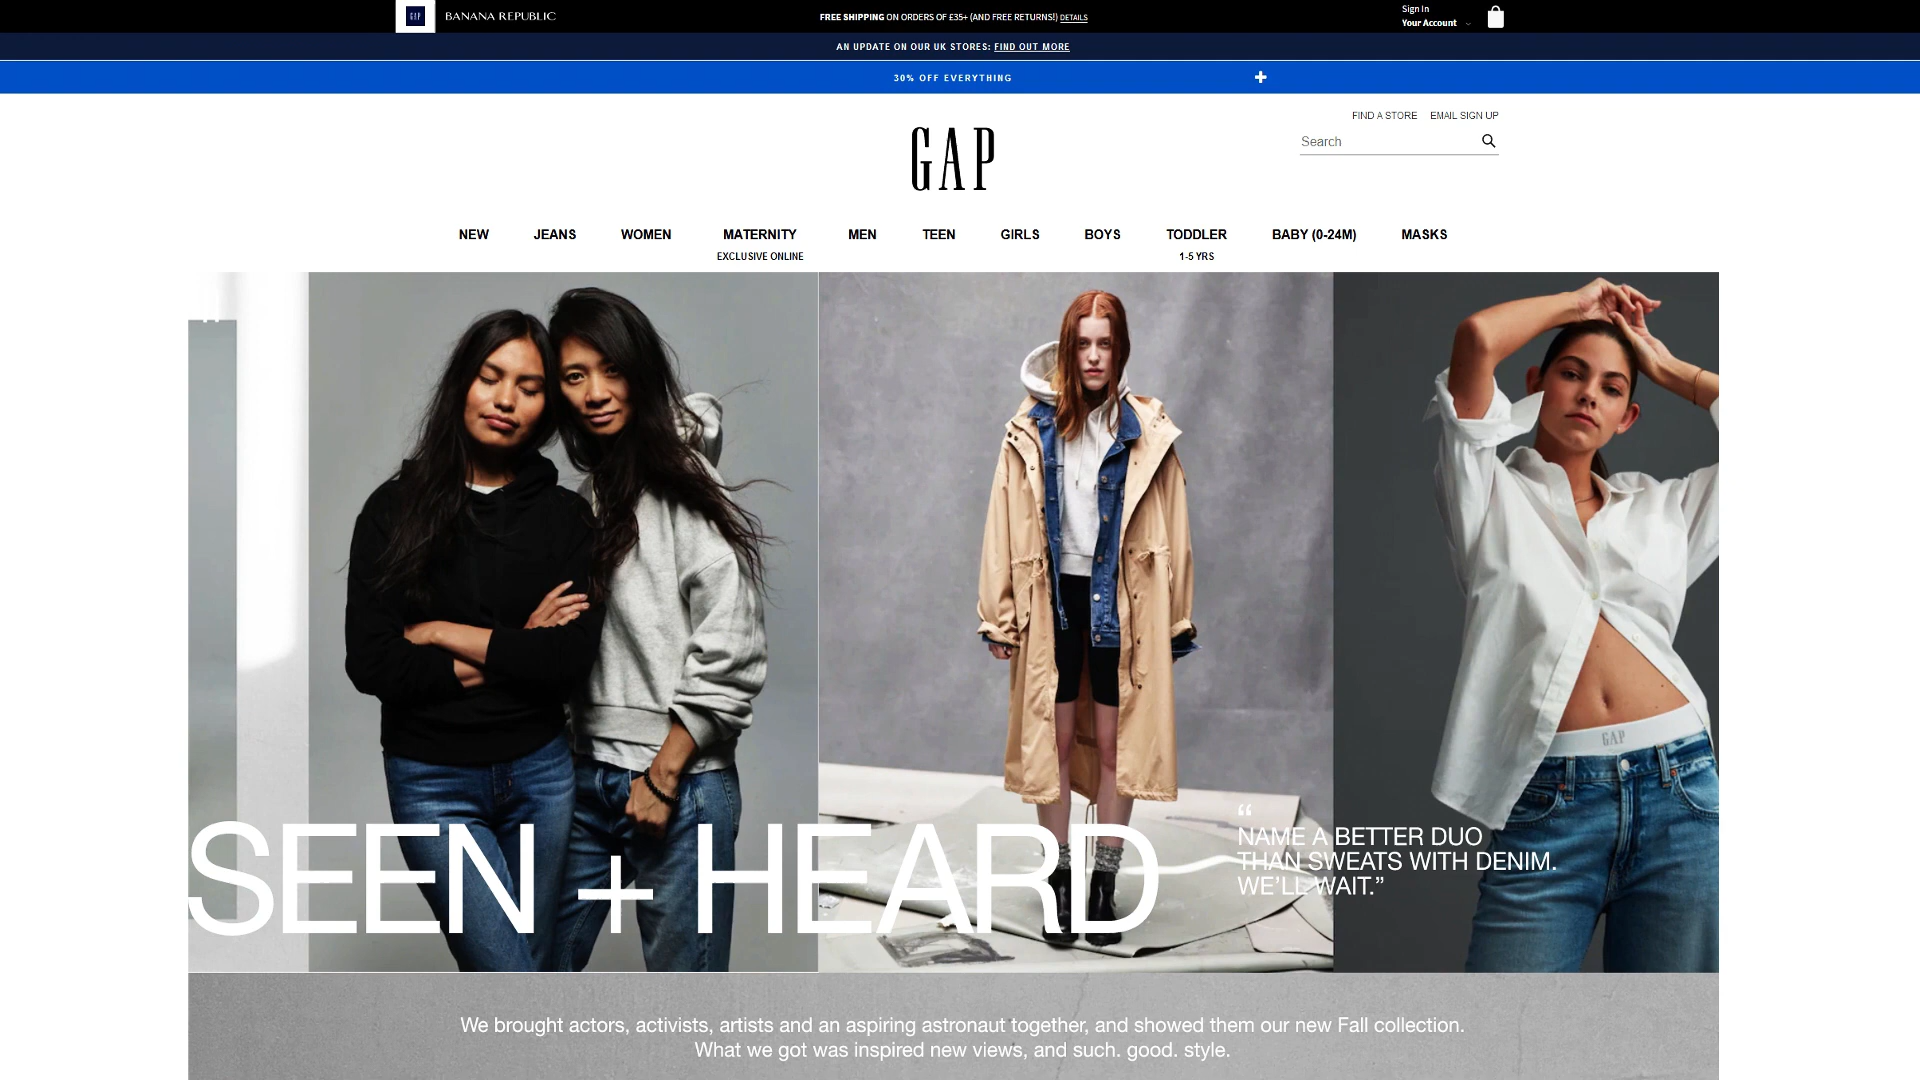 GAP
BANANA REPUBLIC
FREE SHIPPING ON ORDERS OF £35+ (AND FREE RETURNS!) DETAILS
Sign In
Your Account
AN UPDATE ON OUR UK STORES: FIND OUT MORE
30% OFF EVERYTHING
FIND A STORE EMAIL SIGN UP
Search
GAP
NEW JEANS WOMEN MATERNITY MEN TEEN GIRLS BOYS TODDLER BABY (0-24M) MASKS
EXCLUSIVE ONLINE 1-5 YRS
GAP
SEEN + HEARD
“
NAME A BETTER DUO
THAN SWEATS WITH DENIM.
WE’LL WAIT.”
We brought actors, activists, artists and an aspiring astronaut together, and showed them our new Fall collection.
What we got was inspired new views, and such. good. style.